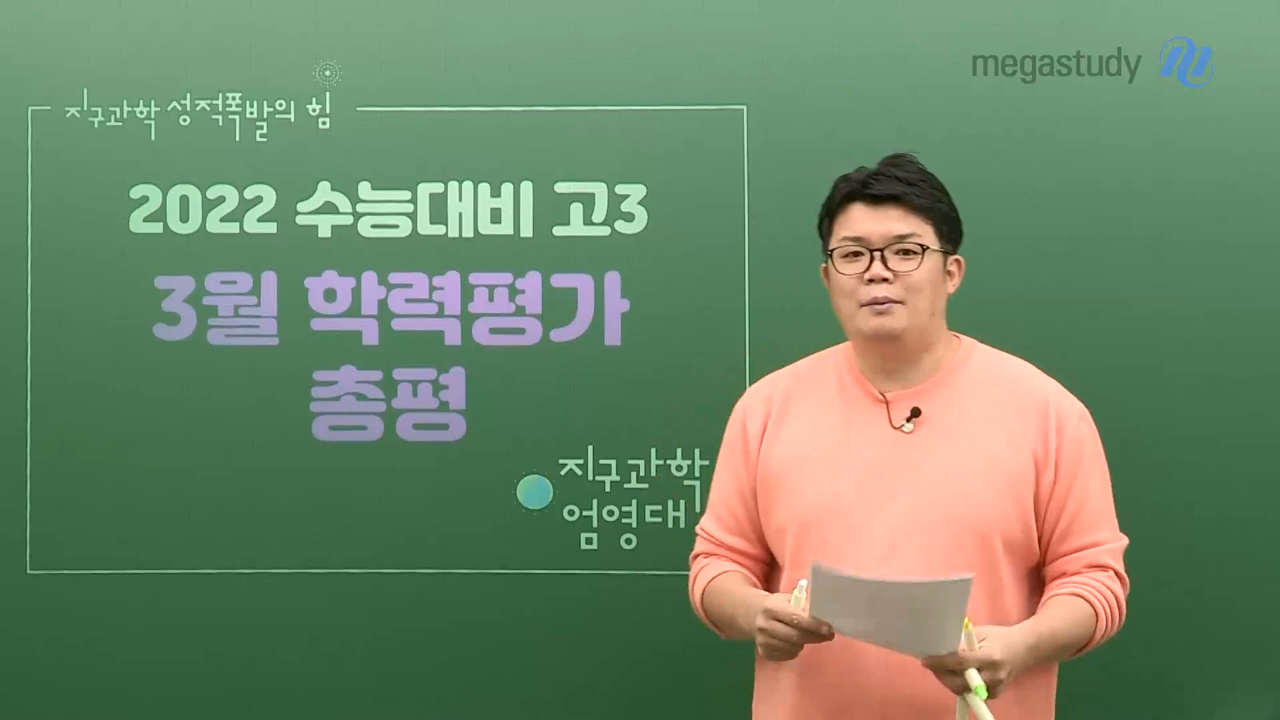 megastudy
지구과학 성적폭발의 힘
2022 수능대비 고3
3월 학력평가
총평
지구과학
엄영대